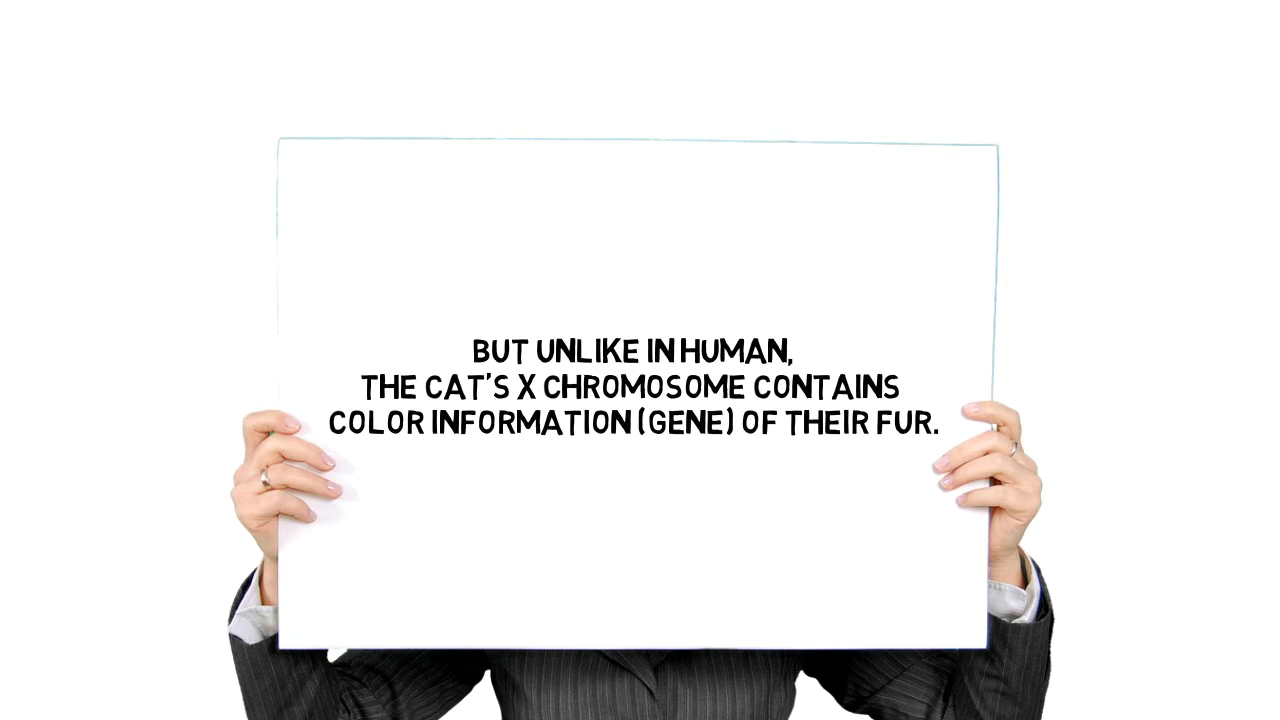 BUT UNLIKE IN HUMAN,
THE CAT'S X CHROMOSOME CONTAINS
COLOR INFORMATION (GENE) OF THEIR FUR.